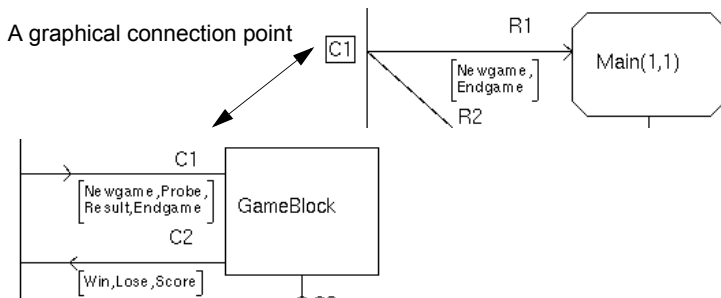 A graphical connection point
C1
R1
Main(1,1)
[Newgame,
Endgame]
R2
C1
[Newgame,Probe,
Result,Endgame]
GameBlock
C2
[Win,Lose,Score]